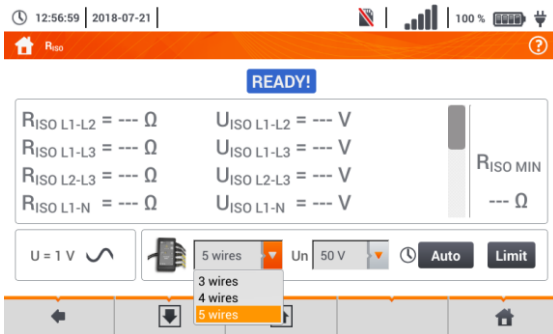 12:56:59 2018-07-21 100 %
RISO ?
READY!
RISO L1-L2 = --- Ω UISO L1-L2 = --- V
RISO L1-L3 = --- Ω UISO L1-L3 = --- V
RISO L2-L3 = --- Ω UISO L2-L3 = --- V
RISO L1-N = --- Ω UISO L1-N = --- V
RISO MIN
--- Ω
U = 1 V 5 wires Un 50 V Auto Limit
3 wires
4 wires
5 wires